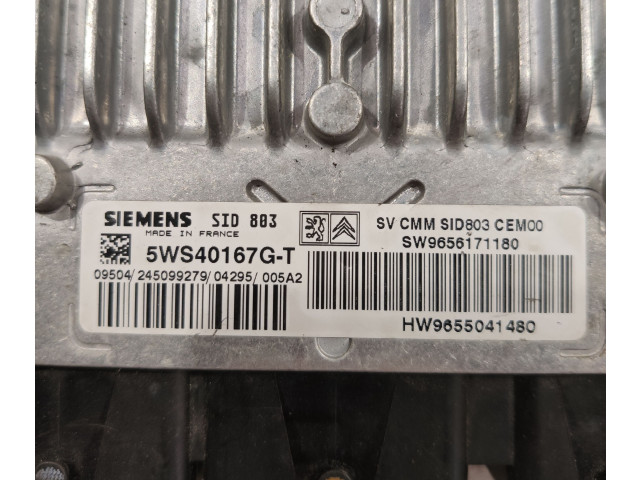 SIEMENS SID 803
MADE IN FRANCE
5WS40167G-T
09504/245099279/04295/005A2
SV CMM SID803 CEM00
SW9656171180
HW9655041480